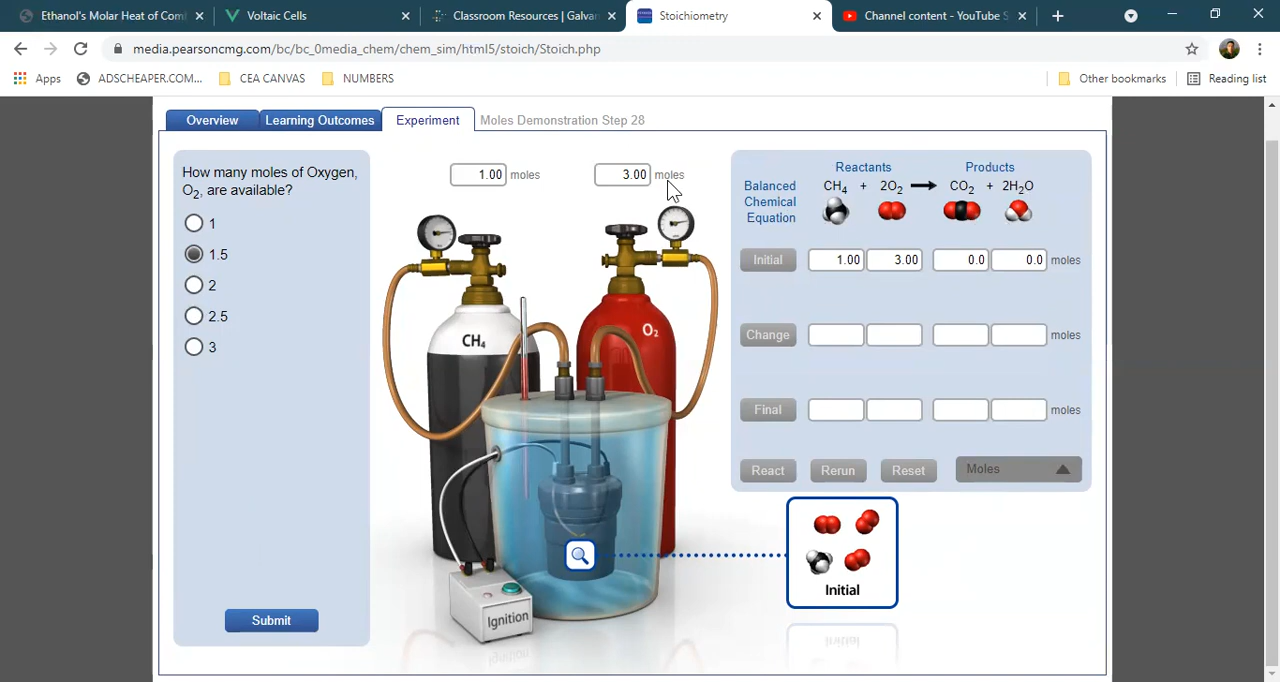 Ethanol's Molar Heat of Coml
Voltaic Cells
Classroom Resources | Galvan
Stoichiometry
Channel content - YouTube S
media.pearsoncmg.com/bc/bc_0media_chem/chem_sim/html5/stoich/Stoich.php
Apps
ADSCHEAPER.COM...
CEA CANVAS
NUMBERS
Other bookmarks
Reading list
Overview
Learning Outcomes
Experiment
Moles Demonstration Step 28
How many moles of Oxygen,
O₂, are available?
1
1.5
2
2.5
3
Submit
1.00 moles
3.00 moles
CH₄
O₂
Ignition
Reactants
Products
Balanced
Chemical
Equation
CH₄ + 2O₂ → CO₂ + 2H₂O
Initial 1.00 3.00 0.0 0.0 moles
Change moles
Final moles
React
Rerun
Reset
Moles
Initial